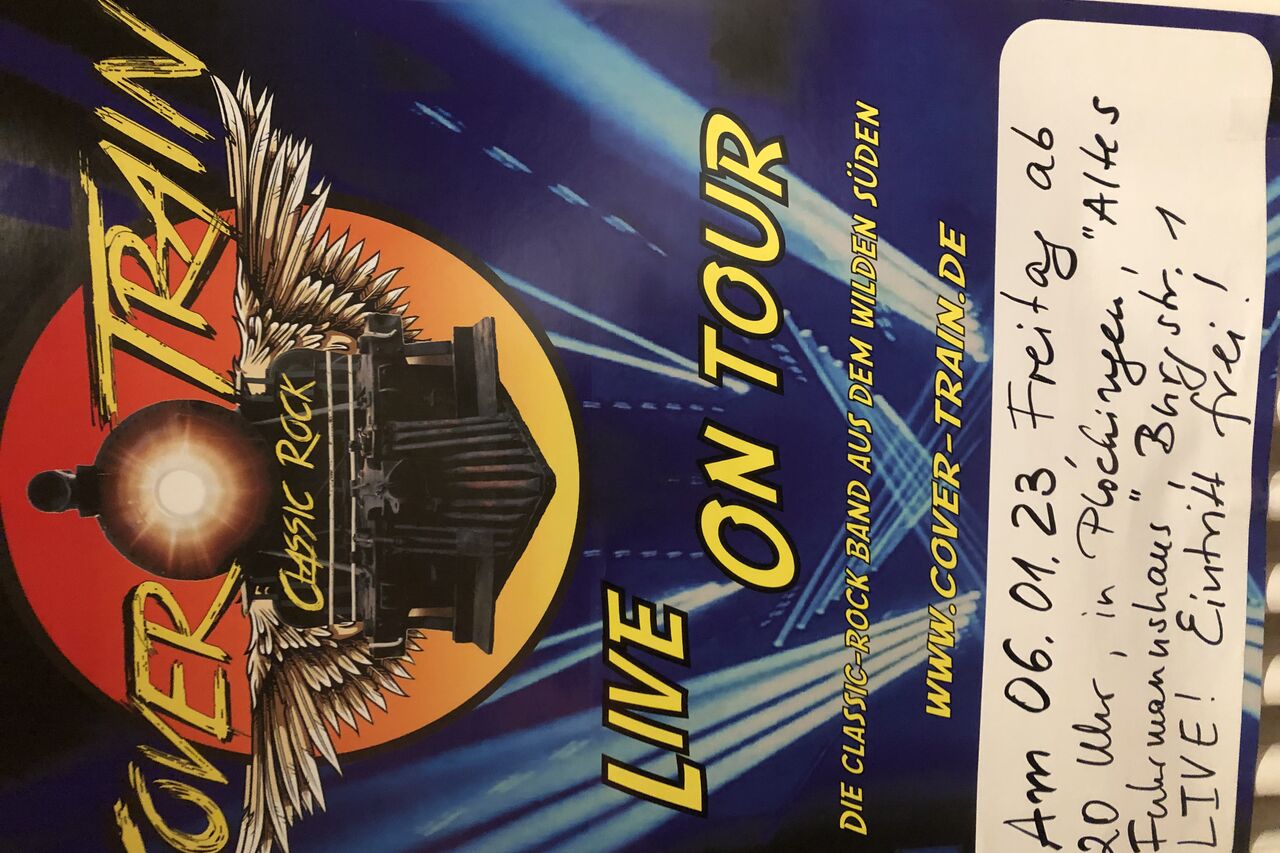 COVER TRAIN
CLASSIC ROCK
LIVE
ON TOUR
DIE CLASSIC-ROCK BAND AUS DEM WILDEN SÜDEN
WWW.COVER-TRAIN.DE
Am 06.01.23 Freitag ab
20 Uhr, in Plochingen, "Altes
Fuhrmannshaus", Burgstr. 1
LIVE! Eintritt frei!